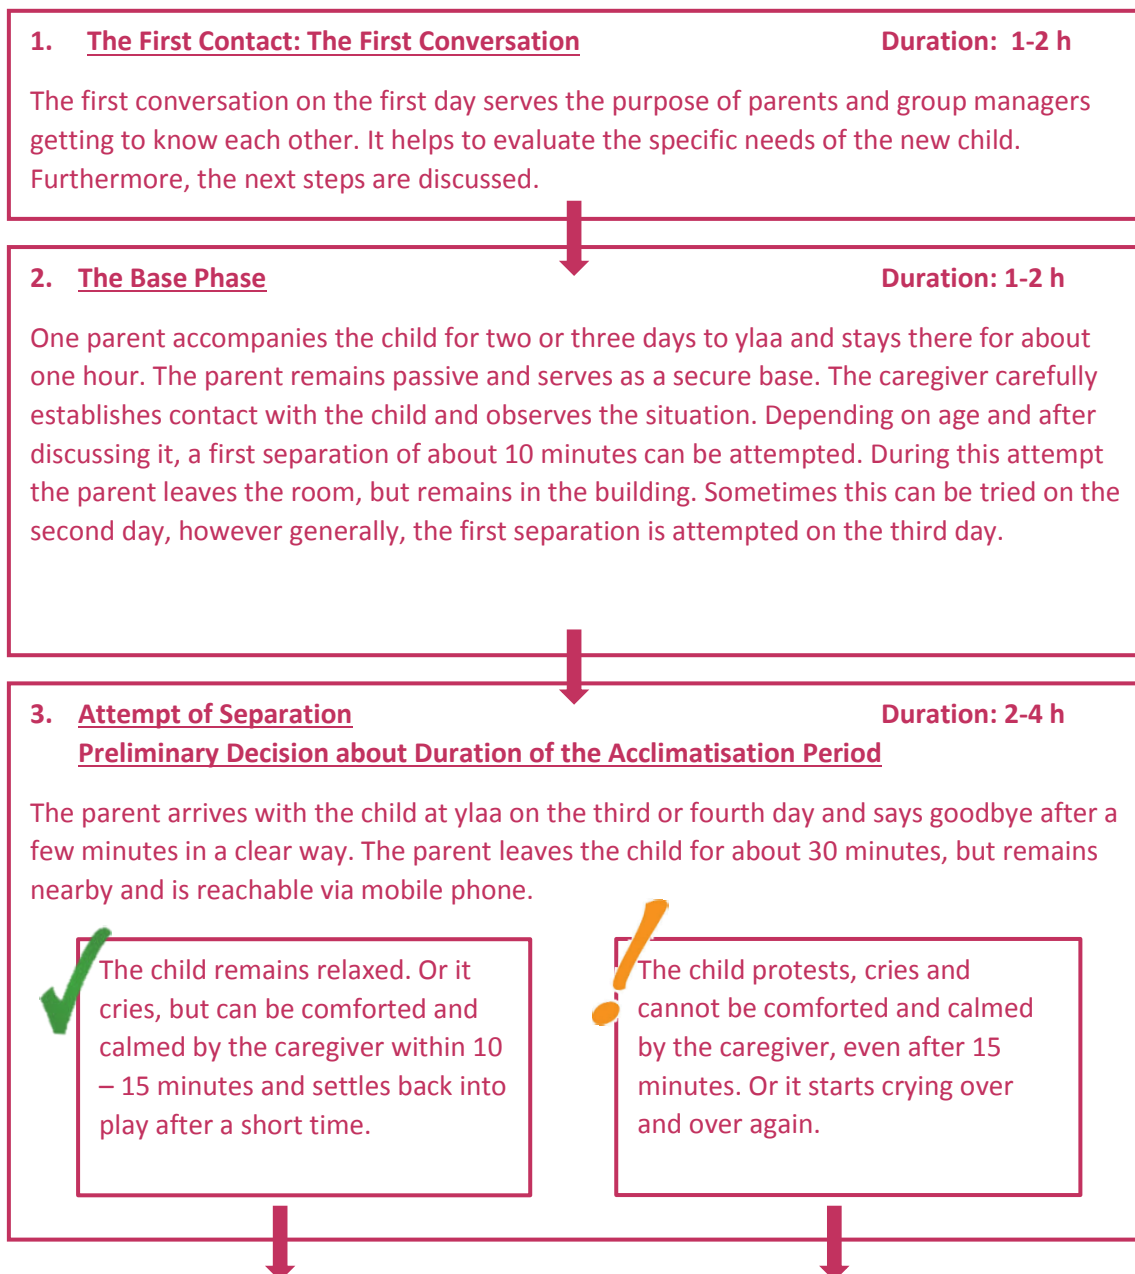 1. The First Contact: The First Conversation Duration: 1-2 h
The first conversation on the first day serves the purpose of parents and group managers
getting to know each other. It helps to evaluate the specific needs of the new child.
Furthermore, the next steps are discussed.
2. The Base Phase Duration: 1-2 h
One parent accompanies the child for two or three days to ylaa and stays there for about
one hour. The parent remains passive and serves as a secure base. The caregiver carefully
establishes contact with the child and observes the situation. Depending on age and after
discussing it, a first separation of about 10 minutes can be attempted. During this attempt
the parent leaves the room, but remains in the building. Sometimes this can be tried on the
second day, however generally, the first separation is attempted on the third day.
3. Attempt of Separation Duration: 2-4 h
Preliminary Decision about Duration of the Acclimatisation Period
The parent arrives with the child at ylaa on the third or fourth day and says goodbye after a
few minutes in a clear way. The parent leaves the child for about 30 minutes, but remains
nearby and is reachable via mobile phone.
The child remains relaxed. Or it
cries, but can be comforted and
calmed by the caregiver within 10
– 15 minutes and settles back into
play after a short time.
The child protests, cries and
cannot be comforted and calmed
by the caregiver, even after 15
minutes. Or it starts crying over
and over again.